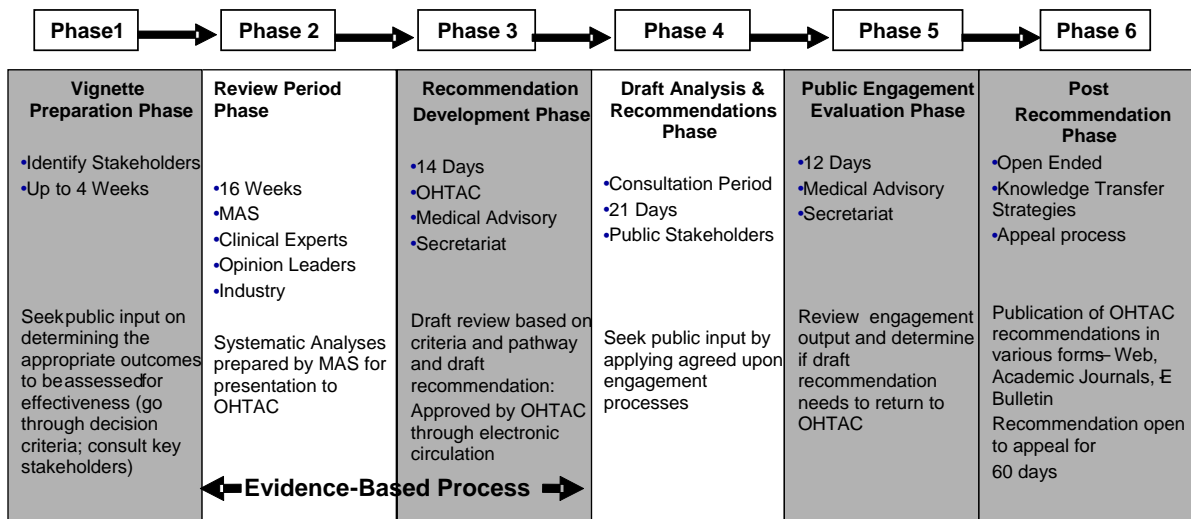 Phase1
Phase 2
Phase 3
Phase 4
Phase 5
Phase 6
Vignette
Preparation Phase
•Identify Stakeholders
•Up to 4 Weeks
Seek public input on
determining the
appropriate outcomes
to be assessed for
effectiveness (go
through decision
criteria; consult key
stakeholders)
Review Period
Phase
•16 Weeks
•MAS
•Clinical Experts
•Opinion Leaders
•Industry
Systematic Analyses
prepared by MAS for
presentation to
OHTAC
Recommendation
Development Phase
•14 Days
•OHTAC
•Medical Advisory
•Secretariat
Draft review based on
criteria and pathway
and draft
recommendation:
Approved by OHTAC
through electronic
circulation
Evidence-Based Process
Draft Analysis &
Recommendations
Phase
•Consultation Period
•21 Days
•Public Stakeholders
Seek public input by
applying agreed upon
engagement
processes
Public Engagement
Evaluation Phase
•12 Days
•Medical Advisory
•Secretariat
Review engagement
output and determine
if draft
recommendation
needs to return to
OHTAC
Post
Recommendation
Phase
•Open Ended
•Knowledge Transfer
Strategies
•Appeal process
Publication of OHTAC
recommendations in
various forms– Web,
Academic Journals, E-
Bulletin
Recommendation open
to appeal for
60 days